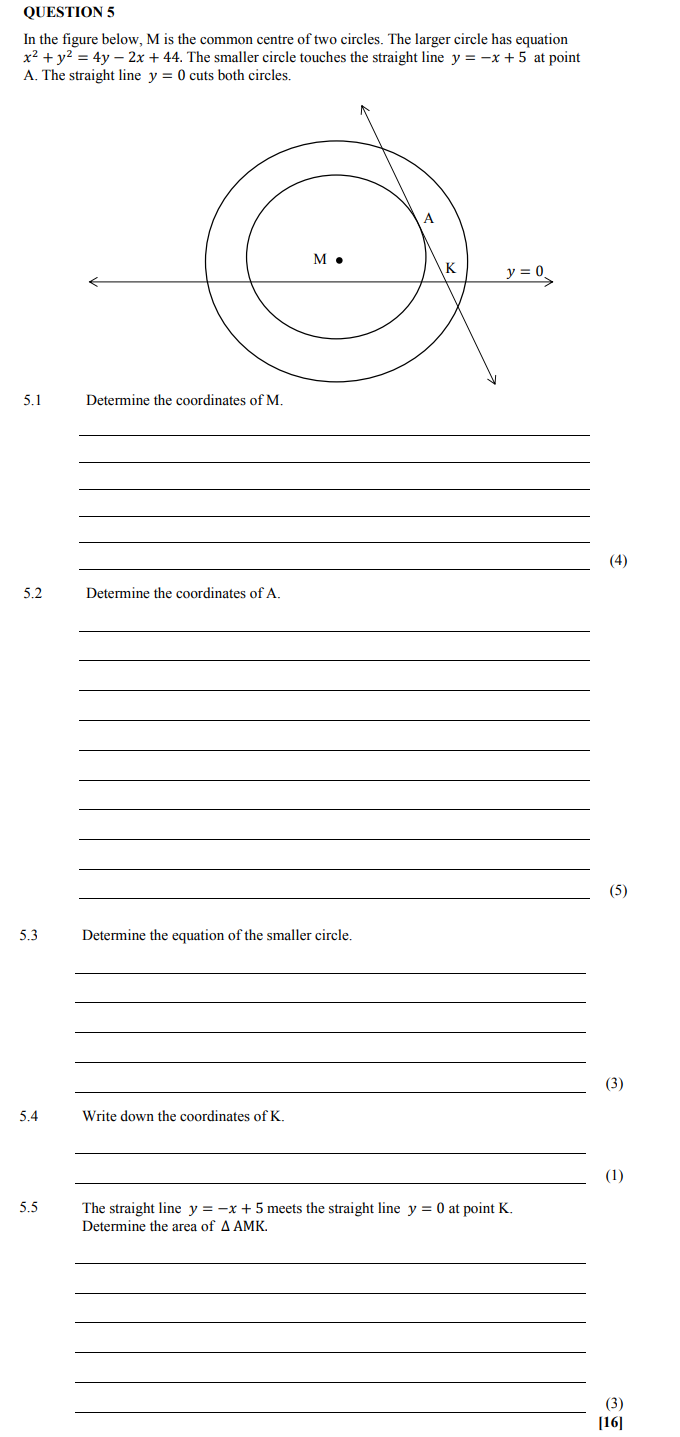 QUESTION 5
In the figure below, M is the common centre of two circles. The larger circle has equation
x² + y² = 4y − 2x + 44. The smaller circle touches the straight line y = −x + 5 at point
A. The straight line y = 0 cuts both circles.
A
M
K
y = 0
5.1 Determine the coordinates of M.
(4)
5.2 Determine the coordinates of A.
(5)
5.3 Determine the equation of the smaller circle.
(3)
5.4 Write down the coordinates of K.
(1)
5.5 The straight line y = −x + 5 meets the straight line y = 0 at point K.
Determine the area of Δ AMK.
(3)
[16]